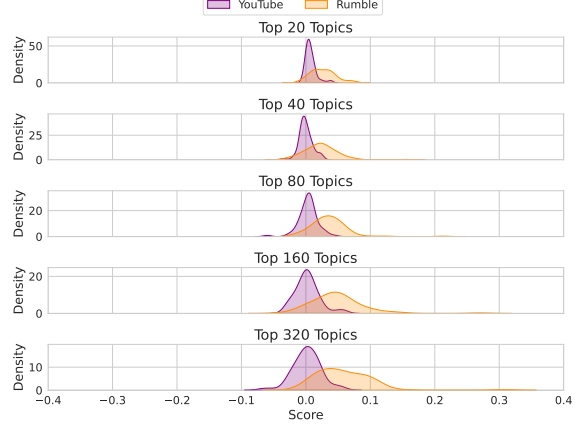 YouTube Rumble
Top 20 Topics
Density
50
0
Top 40 Topics
Density
25
0
Top 80 Topics
Density
20
0
Top 160 Topics
Density
20
0
Top 320 Topics
Density
10
0
−0.4 −0.3 −0.2 −0.1 0.0 0.1 0.2 0.3 0.4
Score